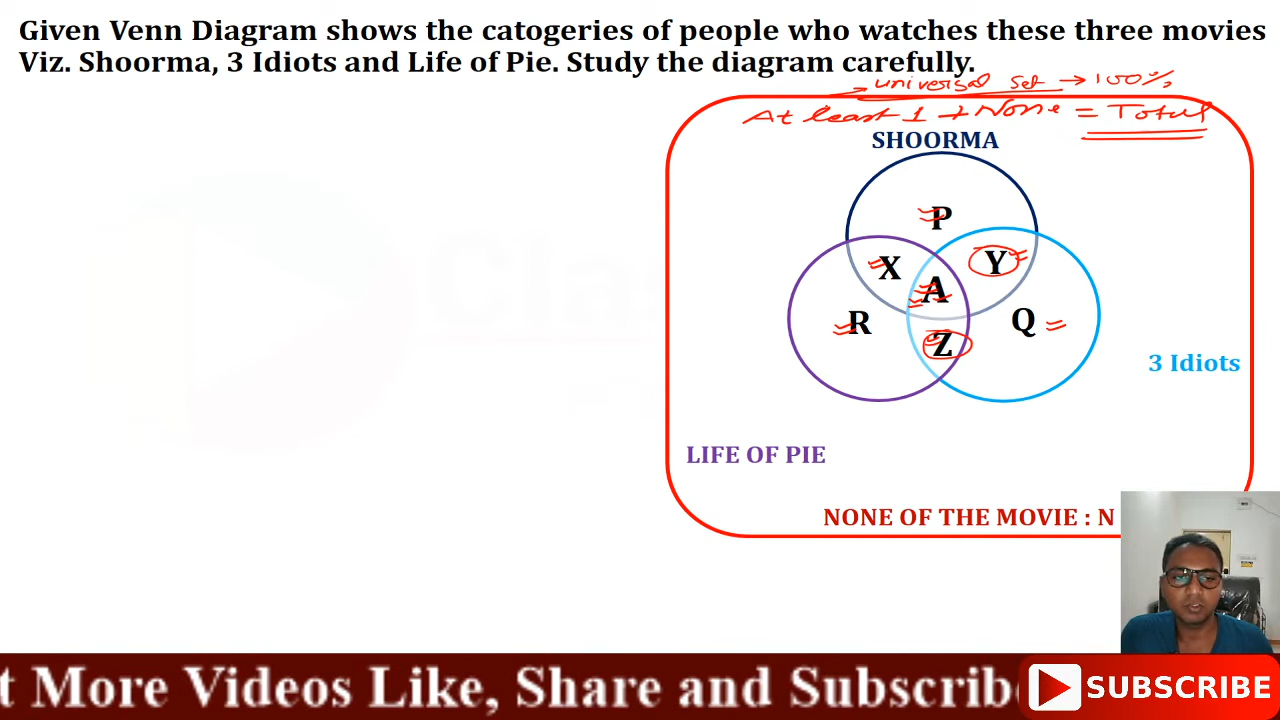 Given Venn Diagram shows the catogeries of people who watches these three movies
Viz. Shoorma, 3 Idiots and Life of Pie. Study the diagram carefully.
universal set → 100%
At least 1 + None = Total
SHOORMA
P
X
Y
A
R
Q
Z
3 Idiots
LIFE OF PIE
NONE OF THE MOVIE : N
t More Videos Like, Share and Subscrib
SUBSCRIBE